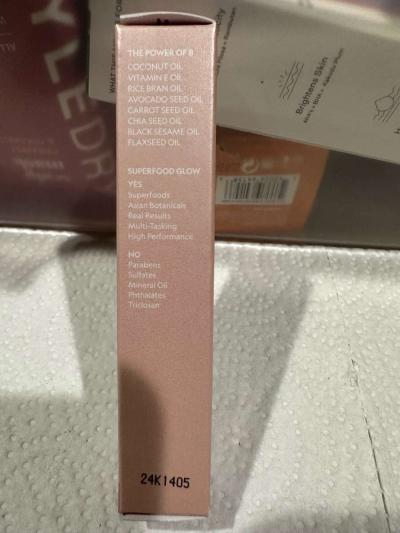 THE POWER OF 8
COCONUT OIL
VITAMIN E OIL
RICE BRAN OIL
AVOCADO SEED OIL
CARROT SEED OIL
CHIA SEED OIL
BLACK SESAME OIL
FLAXSEED OIL
SUPERFOOD GLOW
YES
Superfoods
Asian Botanicals
Real Results
Multi-Tasking
High Performance
NO
Parabens
Sulfates
Mineral Oil
Phthalates
Triclosan
24K1405
Brightens Skin
YLEDR